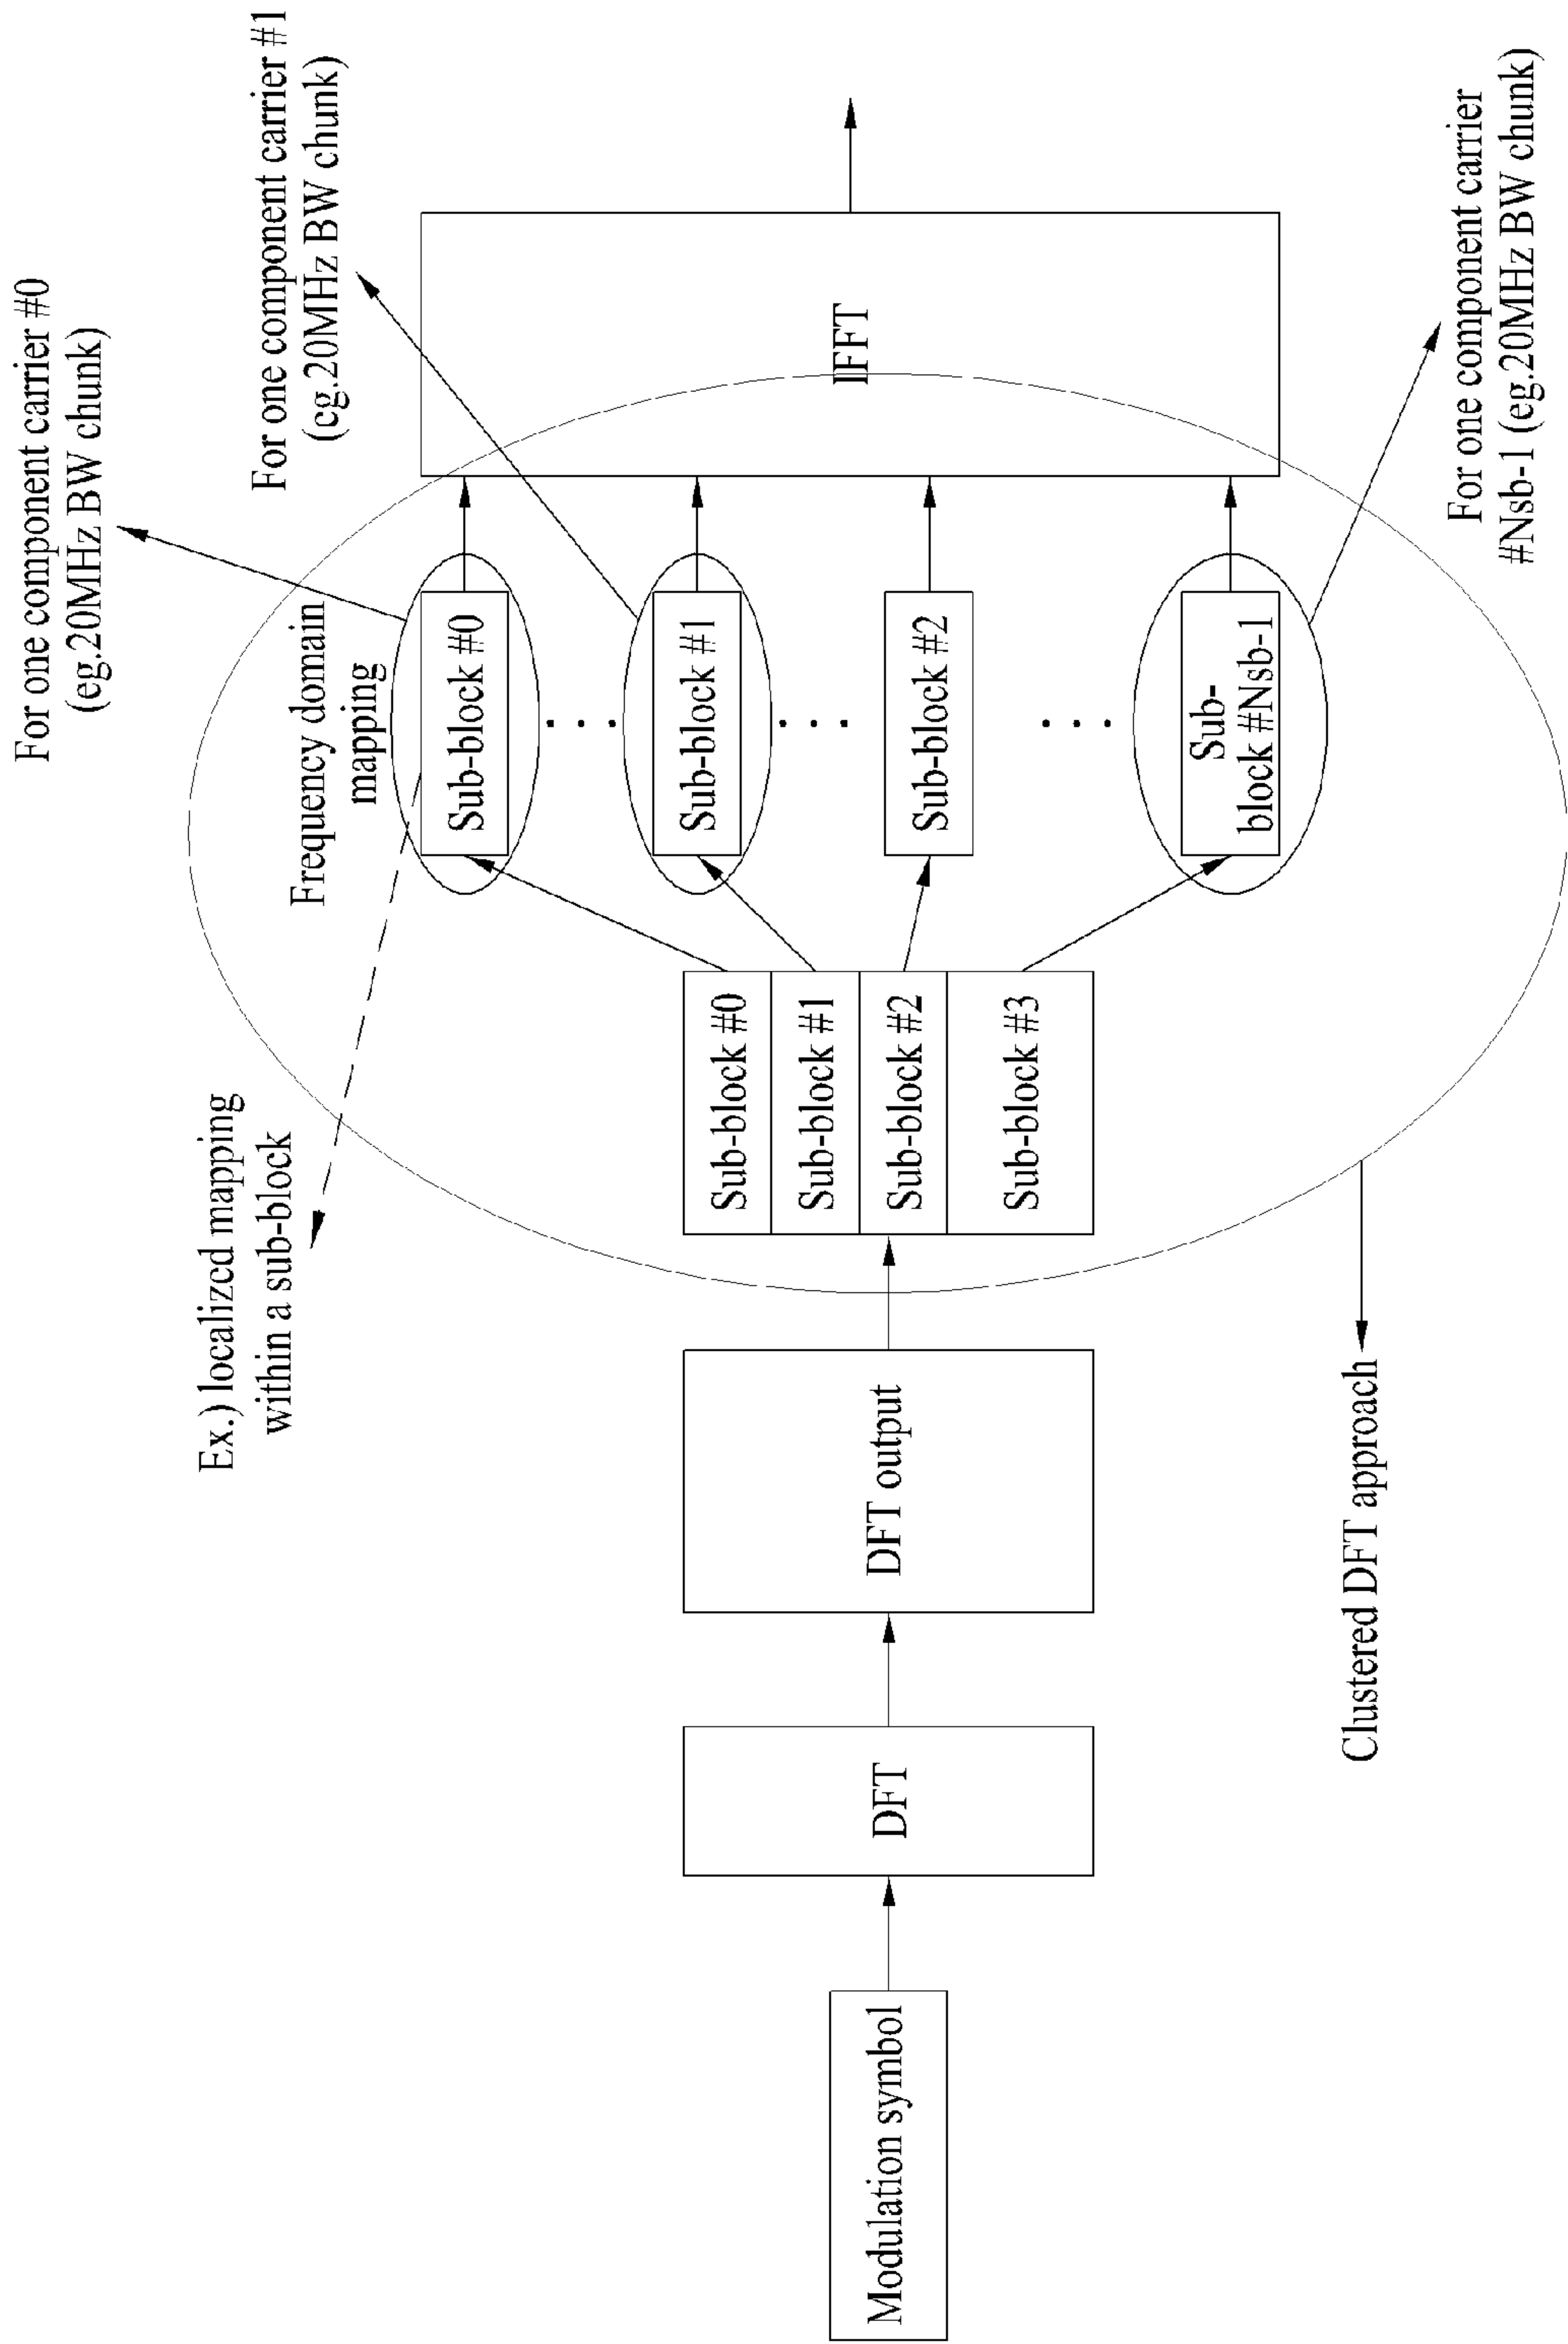 For one component carrier #0
(eg.20MHz BW chunk)
For one component carrier #1
(cg.20MHz BW chunk)
Ex.) localizcd mapping
within a sub-block
Frequency domain
mapping
Modulation symbol
DFT
DFT output
Sub-block #0
Sub-block #1
Sub-block #2
Sub-block #3
Sub-block #0
Sub-block #1
Sub-block #2
Sub-
block #Nsb-1
IFFT
Clustered DFT approach
For one component carrier
#Nsb-1 (eg.20MHz BW chunk)